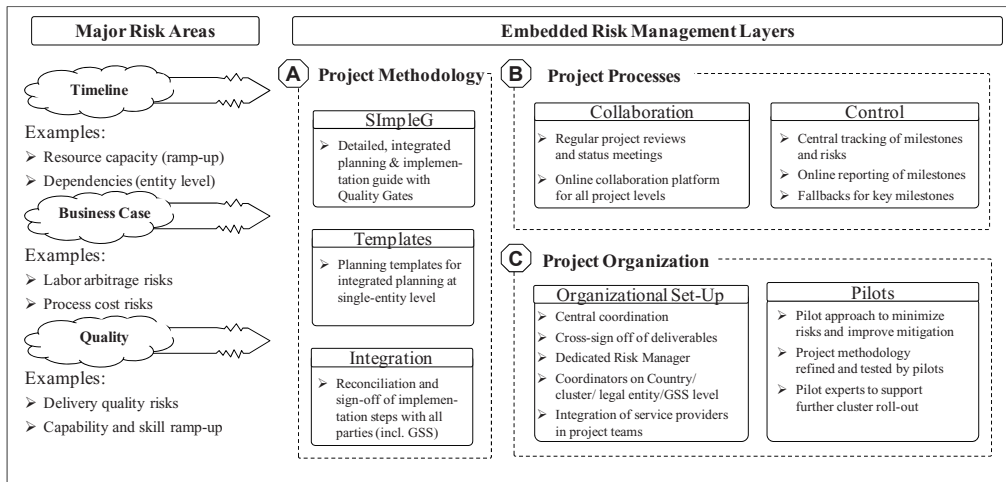 Major Risk Areas
Embedded Risk Management Layers
Timeline
Examples:
➢ Resource capacity (ramp-up)
➢ Dependencies (entity level)
Business Case
Examples:
➢ Labor arbitrage risks
➢ Process cost risks
Quality
Examples:
➢ Delivery quality risks
➢ Capability and skill ramp-up
A Project Methodology
SImpleG
➢ Detailed, integrated
planning & implemen-
tation guide with
Quality Gates
Templates
➢ Planning templates for
integrated planning at
single-entity level
Integration
➢ Reconciliation and
sign-off of implemen-
tation steps with all
parties (incl. GSS)
B Project Processes
Collaboration
➢ Regular project reviews
and status meetings
➢ Online collaboration platform
for all project levels
Control
➢ Central tracking of milestones
and risks
➢ Online reporting of milestones
➢ Fallbacks for key milestones
C Project Organization
Organizational Set-Up
➢ Central coordination
➢ Cross-sign off of deliverables
➢ Dedicated Risk Manager
➢ Coordinators on Country/
cluster/ legal entity/GSS level
➢ Integration of service providers
in project teams
Pilots
➢ Pilot approach to minimize
risks and improve mitigation
➢ Project methodology
refined and tested by pilots
➢ Pilot experts to support
further cluster roll-out